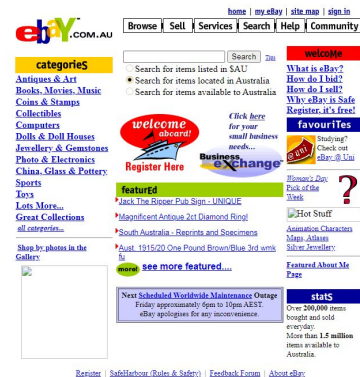 home | my eBay | site map | sign in
ebY.COM.AU
Browse Sell Services Search Help Community
Search Tips
Search for items listed in $AU
Search for items located in Australia
Search for items available to Australia
categorieS
Antiques & Art
Books, Movies, Music
Coins & Stamps
Collectibles
Computers
Dolls & Doll Houses
Jewellery & Gemstones
Photo & Electronics
China, Glass & Pottery
Sports
Toys
Lots More...
Great Collections
all categories...
Shop by photos in the
Gallery
welcome
aboard!
Register Here
Click here
for your
small business
needs...
Business
eXchange
featurEd
Jack The Ripper Pub Sign - UNIQUE
Magnificent Antique 2ct Diamond Ring!
South Australia - Reprints and Specimens
Aust. 1915/20 One Pound Brown/Blue 3rd wmk
fu
more! see more featured....
Next Scheduled Worldwide Maintenance Outage
Friday approximately 6pm to 10pm AEST.
eBay apologises for any inconvenience.
welcoMe
What is eBay?
How do I bid?
How do I sell?
Why eBay is Safe
Register, it's free!
favouriTes
@uni
Studying?
Check out
eBay @ Uni
Woman's Day
Pick of the
Week
?
Hot Stuff
Animation Characters
Maps, Atlases
Silver Jewellery
Featured About Me
Page
statS
Over 200,000 items
bought and sold
everyday.
More than 1.5 million
items available to
Australia.
Register | SafeHarbour (Rules & Safety) | Feedback Forum | About eBay